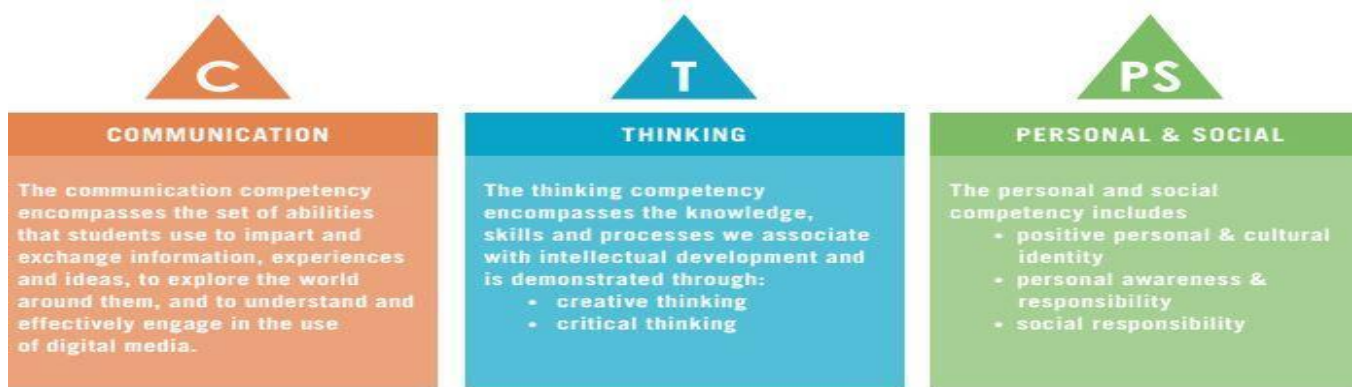 C
COMMUNICATION
The communication competency
encompasses the set of abilities
that students use to impart and
exchange information, experiences
and ideas, to explore the world
around them, and to understand and
effectively engage in the use
of digital media.
T
THINKING
The thinking competency
encompasses the knowledge,
skills and processes we associate
with intellectual development and
is demonstrated through:
• creative thinking
• critical thinking
PS
PERSONAL & SOCIAL
The personal and social
competency includes
• positive personal & cultural
identity
• personal awareness &
responsibility
• social responsibility